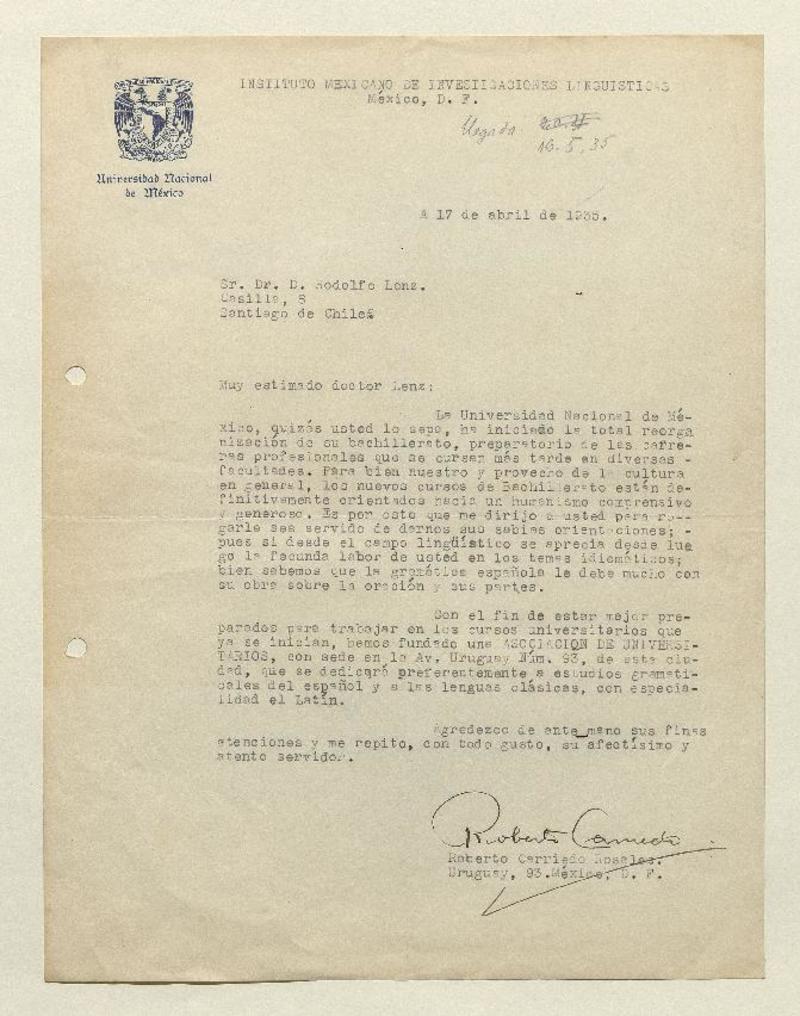 INSTITUTO MEXICANO DE INVESTIGACIONES LINGUISTICAS
México, D. F.
Llegada
16.5.35
Universidad Nacional
de México
A 17 de abril de 1935.
Sr. Dr. D. Rodolfo Lenz.
Casilla, 8
Santiago de Chile
Muy estimado doctor Lenz:
La Universidad Nacional de Mé-
xico, quizás usted lo sepa, ha iniciado la total reorga
nización de su bachillerato, preparatorio de las carre-
ras profesionales que se cursan más tarde en diversas -
facultades. Para bien nuestro y provecho de la cultura
en general, los nuevos cursos de Bachillerato están de-
finitivamente orientados hacia un humanismo comprensivo
y generoso. Es por esto que me dirijo a usted para ro--
garle sea servido de darnos sus sabias orientaciones; -
pues si desde el campo lingüístico se aprecia desde lue
go la fecunda labor de usted en los temas idiomáticos;
bien sabemos que la gramática española le debe mucho con
su obra sobre la oración y sus partes.
Con el fin de estar mejor pre-
parados para trabajar en los cursos universitarios que
ya se inician, hemos fundado una ASOCIACION DE UNIVERSI-
TARIOS, con sede en la Av. Uruguay Núm. 93, de esta ciu-
dad, que se dedicará preferentemente a estudios gramati-
cales del español y a las lenguas clásicas, con especia-
lidad el Latín.
Agradezco de ante mano sus finas
atenciones y me repito, con todo gusto, su afectísimo y
atento servidor.
Roberto Carriedo
Roberto Carriedo Rosales.
Uruguay, 93.México, D. F.